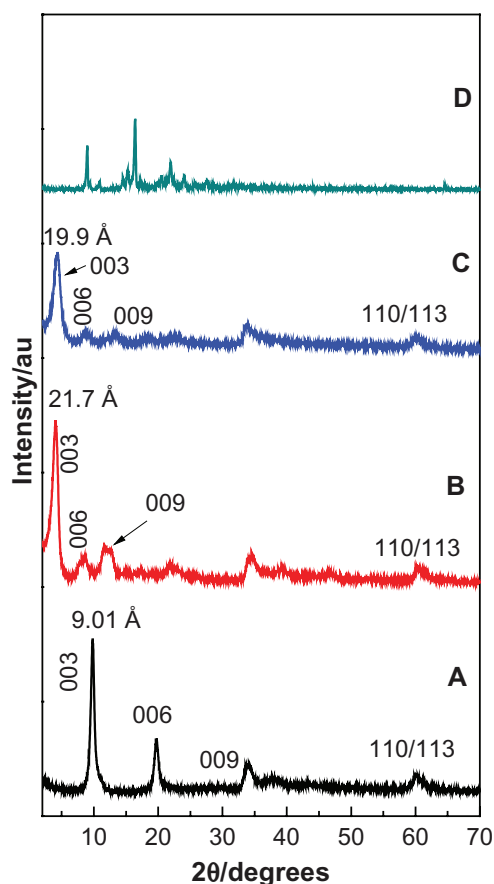 D
19.9 Å
003
006
009
110/113
C
21.7 Å
003
006
009
110/113
B
9.01 Å
003
006
009
110/113
A
10 20 30 40 50 60 70
2θ/degrees
Intensity/au